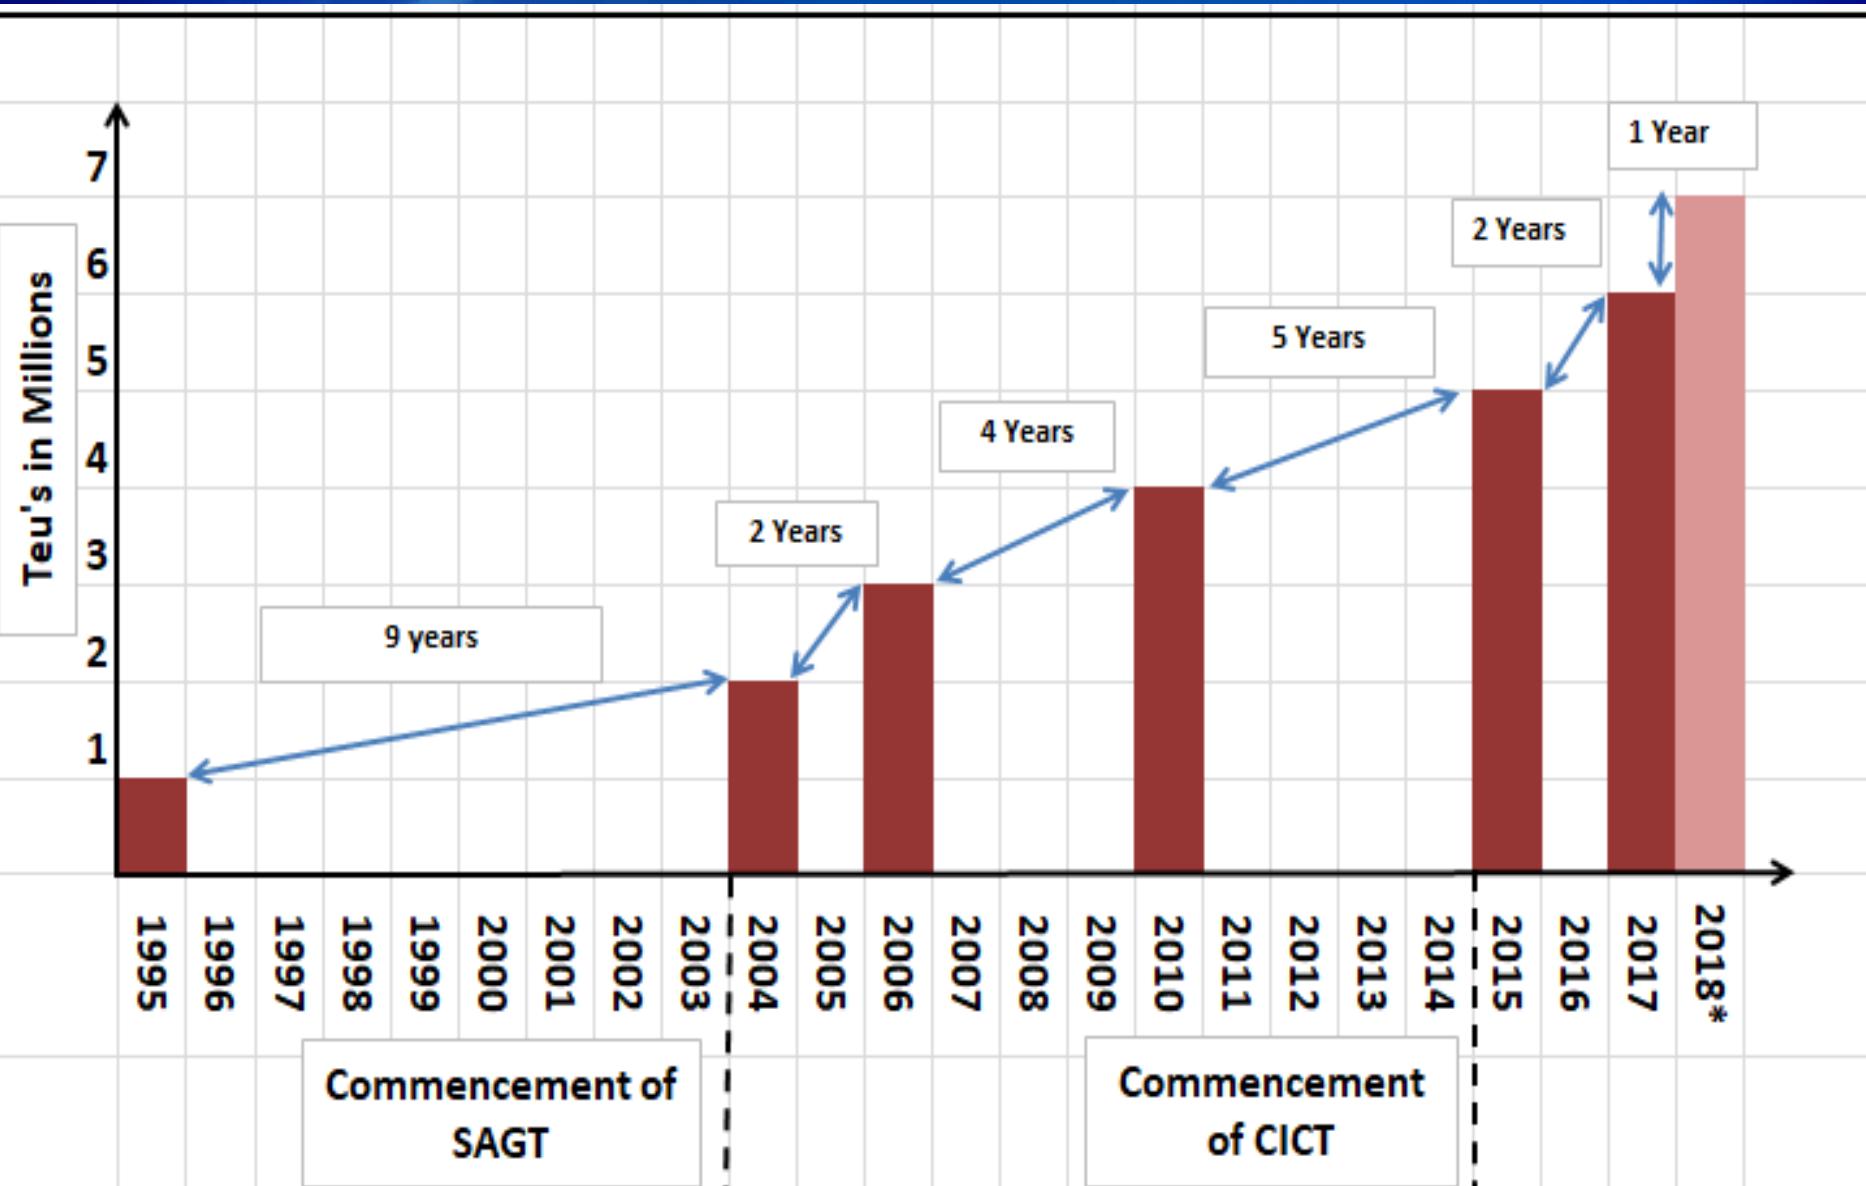 1 Year
7
2 Years
6
5 Years
5
4 Years
4
2 Years
3
9 years
2
1
Teu's in Millions
1995 1996 1997 1998 1999 2000 2001 2002 2003 2004 2005 2006 2007 2008 2009 2010 2011 2012 2013 2014 2015 2016 2017 2018*
Commencement of
SAGT
Commencement
of CICT